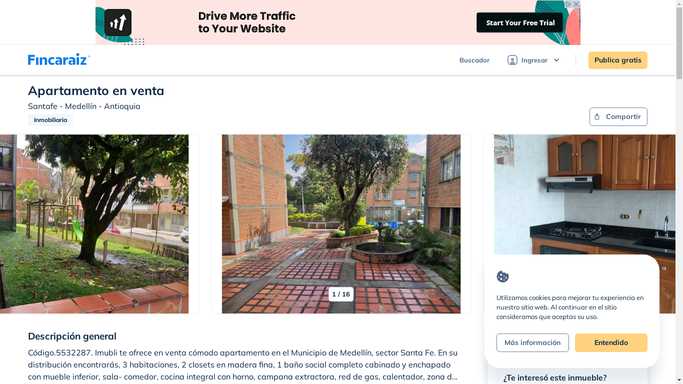 Drive More Traffic
to Your Website
Start Your Free Trial
Fincaraiz
Buscador
Ingresar
Publica gratis
Apartamento en venta
Santafe - Medellín - Antioquia
Inmobiliaria
Compartir
1 / 16
Utilizamos cookies para mejorar tu experiencia en
nuestro sitio web. Al continuar en el sitio
consideramos que aceptas su uso.
Más información
Entendido
Descripción general
Código.5532287. Imubli te ofrece en venta cómodo apartamento en el Municipio de Medellín, sector Santa Fe. En su
distribución encontrarás, 3 habitaciones, 2 closets en madera fina, 1 baño social completo cabinado y enchapado
con mueble inferior, sala- comedor, cocina integral con horno, campana extractora, red de gas, calentador, zona d...
¿Te interesó este inmueble?